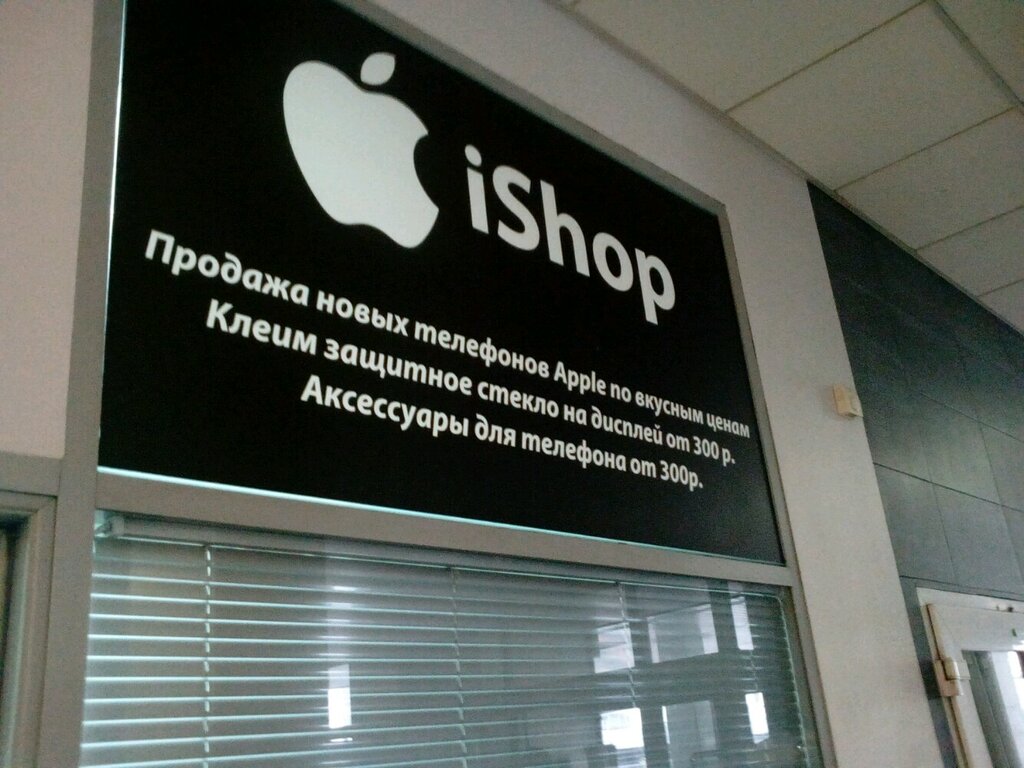 iShop
Продажа новых телефонов Apple по вкусным ценам
Клеим защитное стекло на дисплей от 300 р.
Аксессуары для телефона от 300р.